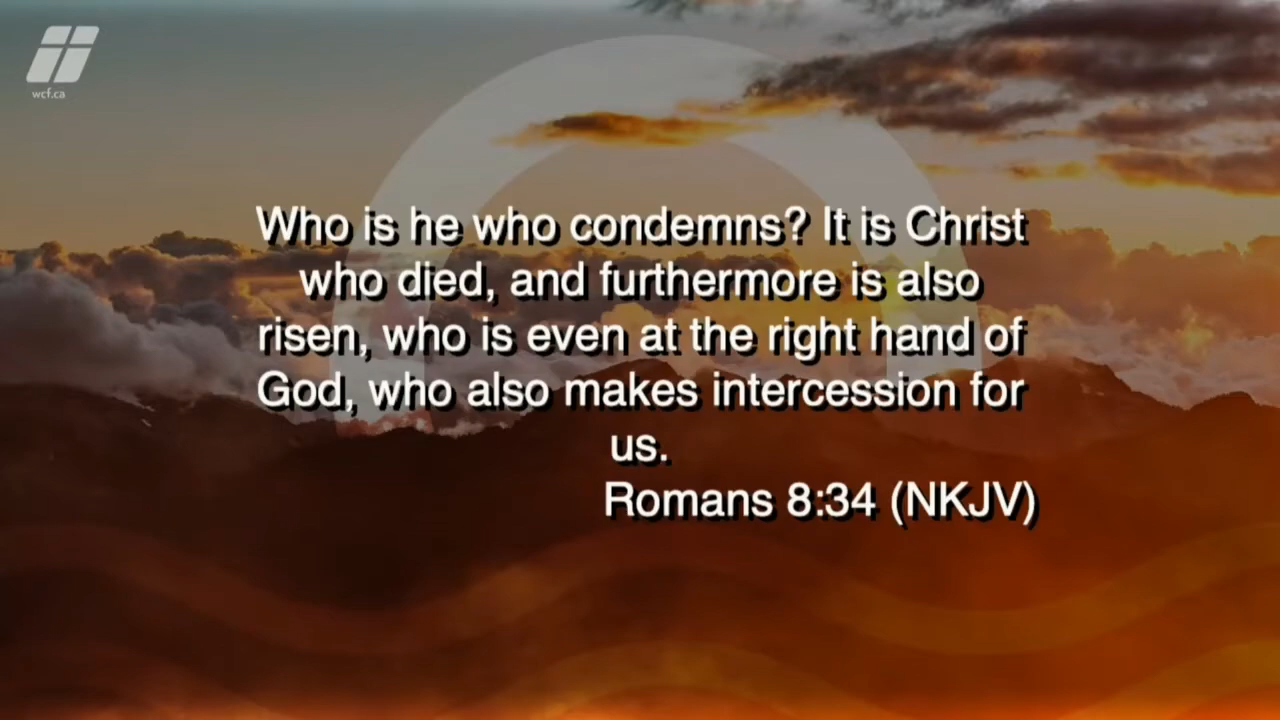 wcf.ca
Who is he who condemns? It is Christ
who died, and furthermore is also
risen, who is even at the right hand of
God, who also makes intercession for
us.
Romans 8:34 (NKJV)